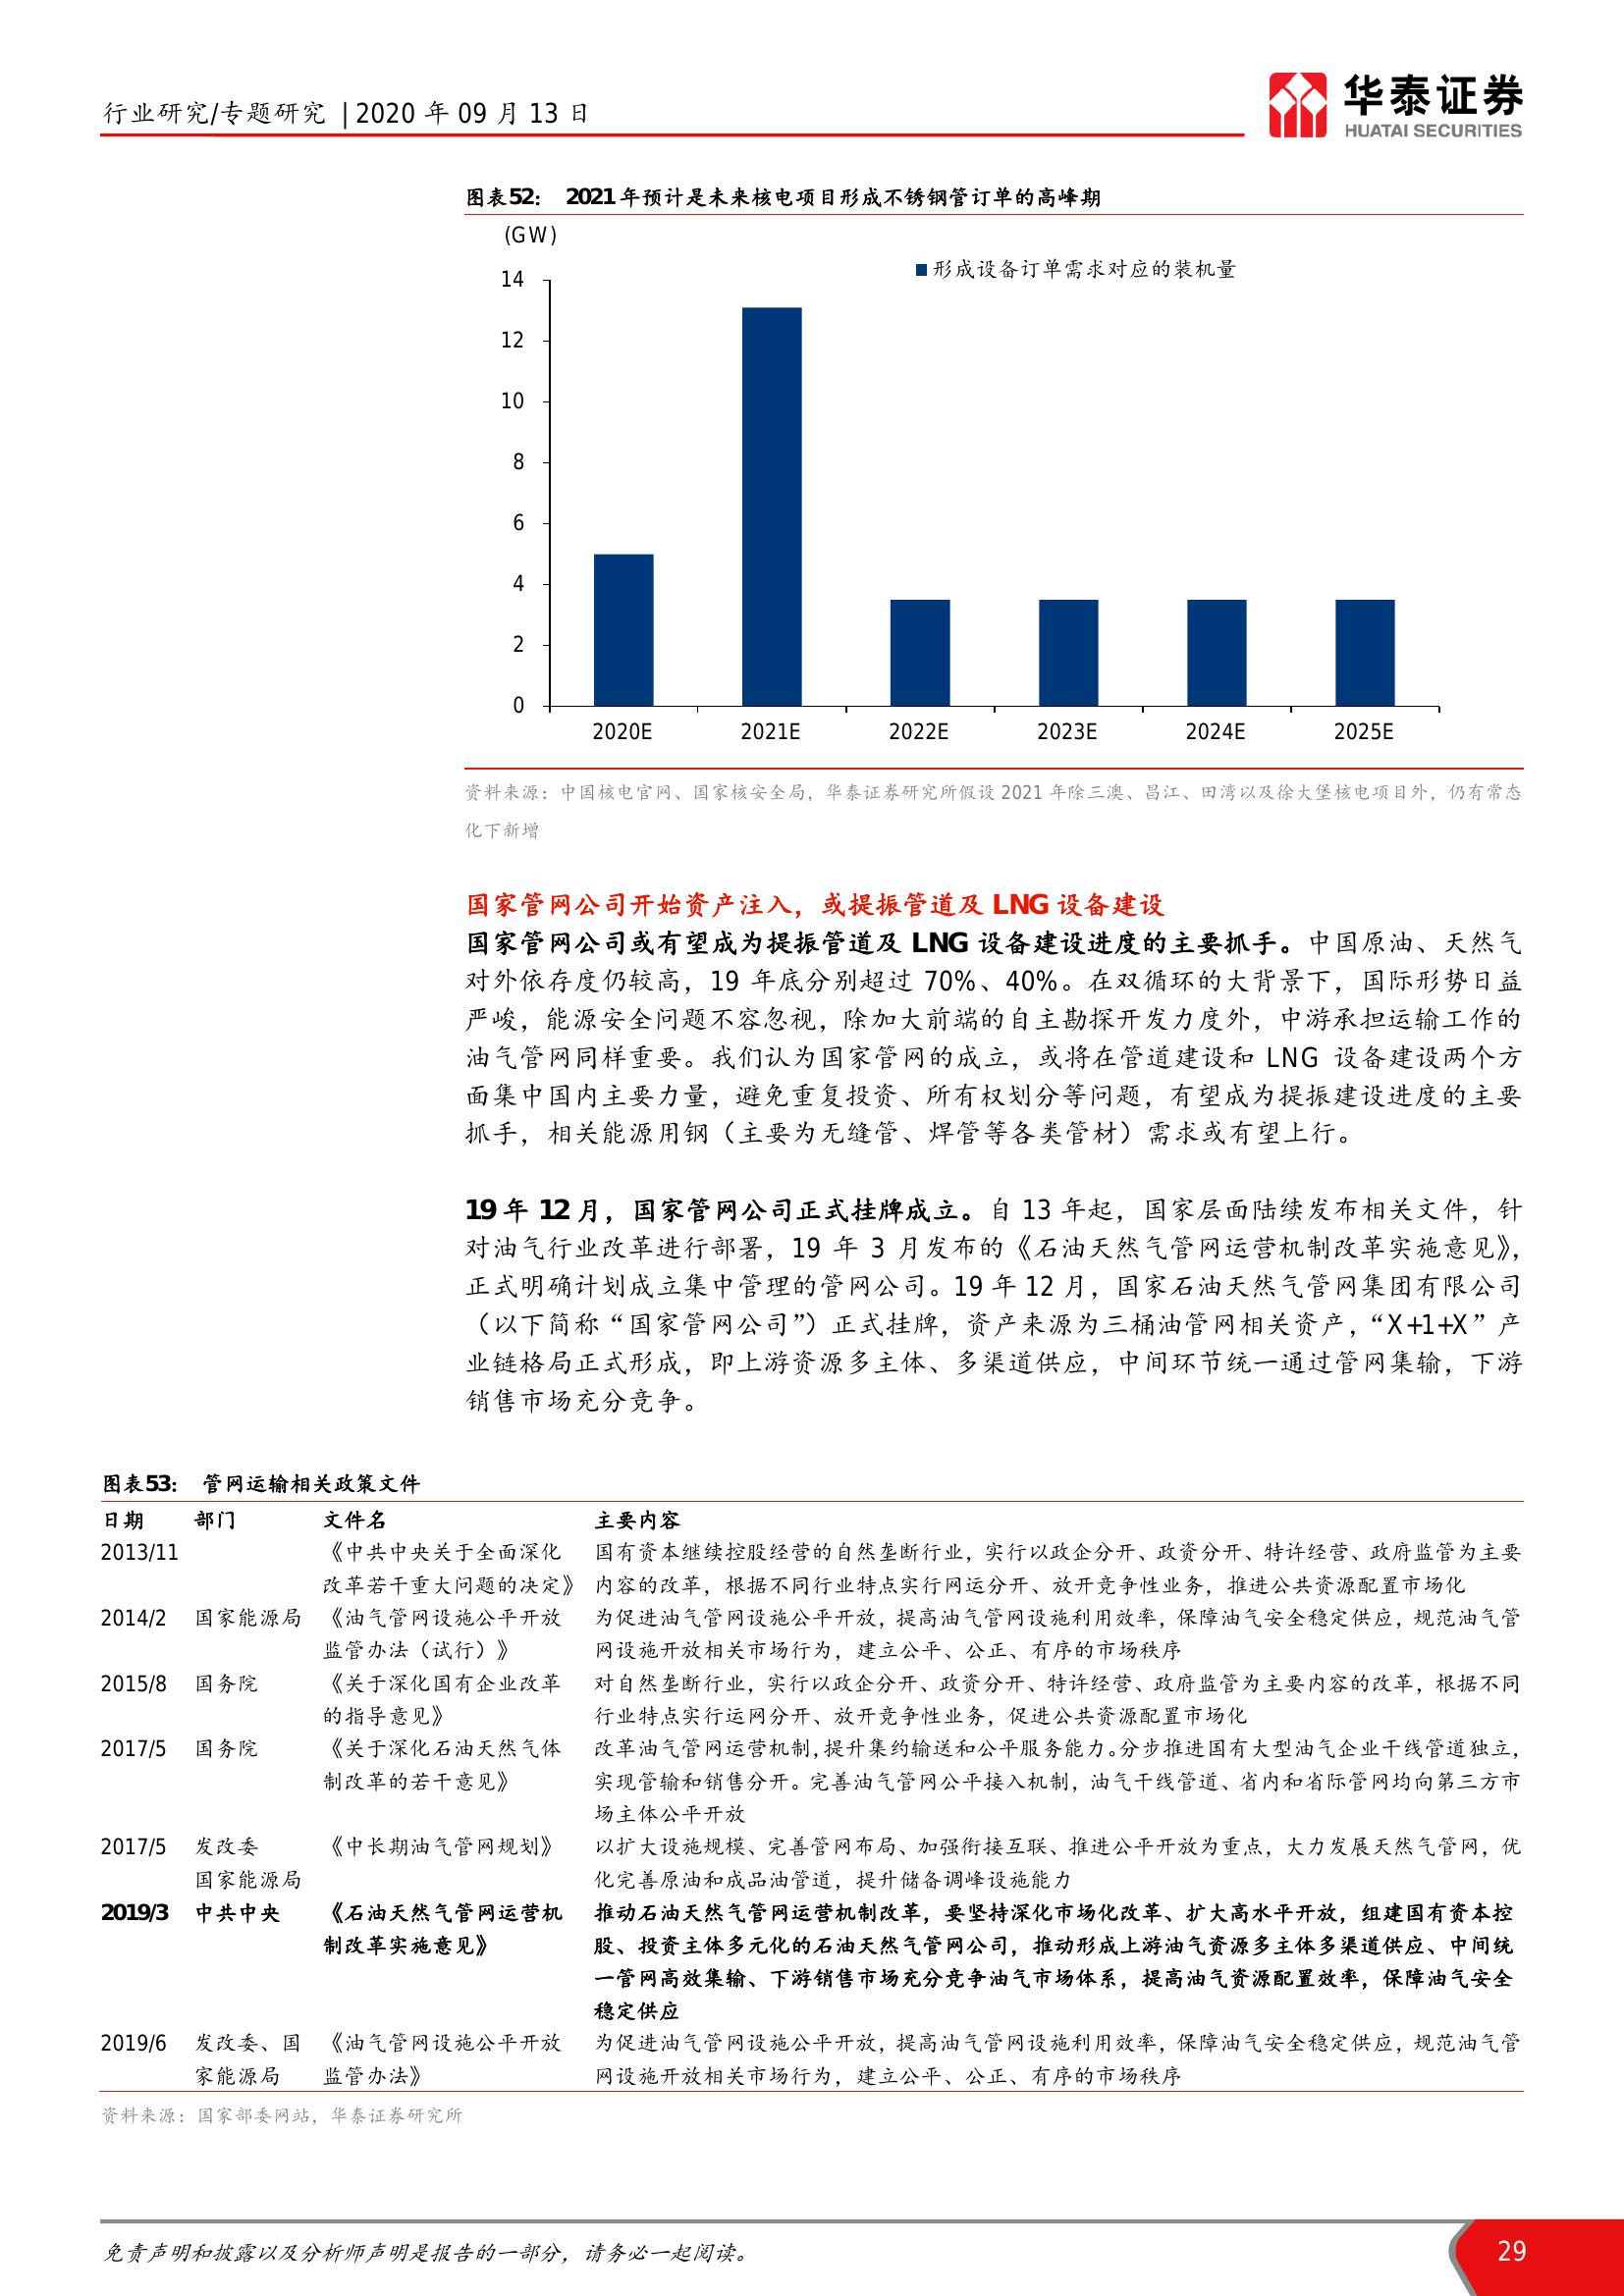 行业研究/专题研究 | 2020 年 09 月 13 日
华泰证券
HUATAI SECURITIES
图表52： 2021 年预计是未来核电项目形成不锈钢管订单的高峰期
(GW)
形成设备订单需求对应的装机量
14
12
10
8
6
4
2
0
2020E 2021E 2022E 2023E 2024E 2025E
资料来源：中国核电官网、国家核安全局，华泰证券研究所假设 2021 年除三澳、昌江、田湾以及徐大堡核电项目外，仍有常态
化下新增
国家管网公司开始资产注入，或提振管道及 LNG 设备建设
国家管网公司或有望成为提振管道及 LNG 设备建设进度的主要抓手。中国原油、天然气
对外依存度仍较高，19 年底分别超过 70%、40%。在双循环的大背景下，国际形势日益
严峻，能源安全问题不容忽视，除加大前端的自主勘探开发力度外，中游承担运输工作的
油气管网同样重要。我们认为国家管网的成立，或将在管道建设和 LNG 设备建设两个方
面集中国内主要力量，避免重复投资、所有权划分等问题，有望成为提振建设进度的主要
抓手，相关能源用钢（主要为无缝管、焊管等各类管材）需求或有望上行。
19 年 12 月，国家管网公司正式挂牌成立。自 13 年起，国家层面陆续发布相关文件，针
对油气行业改革进行部署，19 年 3 月发布的《石油天然气管网运营机制改革实施意见》，
正式明确计划成立集中管理的管网公司。19 年 12 月，国家石油天然气管网集团有限公司
（以下简称“国家管网公司”）正式挂牌，资产来源为三桶油管网相关资产，“X+1+X”产
业链格局正式形成，即上游资源多主体、多渠道供应，中间环节统一通过管网集输，下游
销售市场充分竞争。
图表53： 管网运输相关政策文件
日期 部门 文件名 主要内容
2013/11 《中共中央关于全面深化 国有资本继续控股经营的自然垄断行业，实行以政企分开、政资分开、特许经营、政府监管为主要
改革若干重大问题的决定》 内容的改革，根据不同行业特点实行网运分开、放开竞争性业务，推进公共资源配置市场化
2014/2 国家能源局 《油气管网设施公平开放 为促进油气管网设施公平开放，提高油气管网设施利用效率，保障油气安全稳定供应，规范油气管
监管办法（试行）》 网设施开放相关市场行为，建立公平、公正、有序的市场秩序
2015/8 国务院 《关于深化国有企业改革 对自然垄断行业，实行以政企分开、政资分开、特许经营、政府监管为主要内容的改革，根据不同
的指导意见》 行业特点实行运网分开、放开竞争性业务，促进公共资源配置市场化
2017/5 国务院 《关于深化石油天然气体 改革油气管网运营机制，提升集约输送和公平服务能力。分步推进国有大型油气企业干线管道独立，
制改革的若干意见》 实现管输和销售分开。完善油气管网公平接入机制，油气干线管道、省内和省际管网均向第三方市
场主体公平开放
2017/5 发改委 《中长期油气管网规划》 以扩大设施规模、完善管网布局、加强衔接互联、推进公平开放为重点，大力发展天然气管网，优
国家能源局 化完善原油和成品油管道，提升储备调峰设施能力
2019/3 中共中央 《石油天然气管网运营机 推动石油天然气管网运营机制改革，要坚持深化市场化改革、扩大高水平开放，组建国有资本控
制改革实施意见》 股、投资主体多元化的石油天然气管网公司，推动形成上游油气资源多主体多渠道供应、中间统
一管网高效集输、下游销售市场充分竞争油气市场体系，提高油气资源配置效率，保障油气安全
稳定供应
2019/6 发改委、国 《油气管网设施公平开放 为促进油气管网设施公平开放，提高油气管网设施利用效率，保障油气安全稳定供应，规范油气管
家能源局 监管办法》 网设施开放相关市场行为，建立公平、公正、有序的市场秩序
资料来源：国家部委网站，华泰证券研究所
免责声明和披露以及分析师声明是报告的一部分，请务必一起阅读。
29